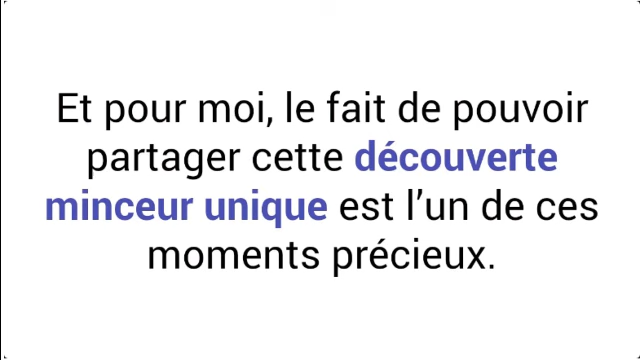 Et pour moi, le fait de pouvoir
partager cette découverte
minceur unique est l’un de ces
moments précieux.